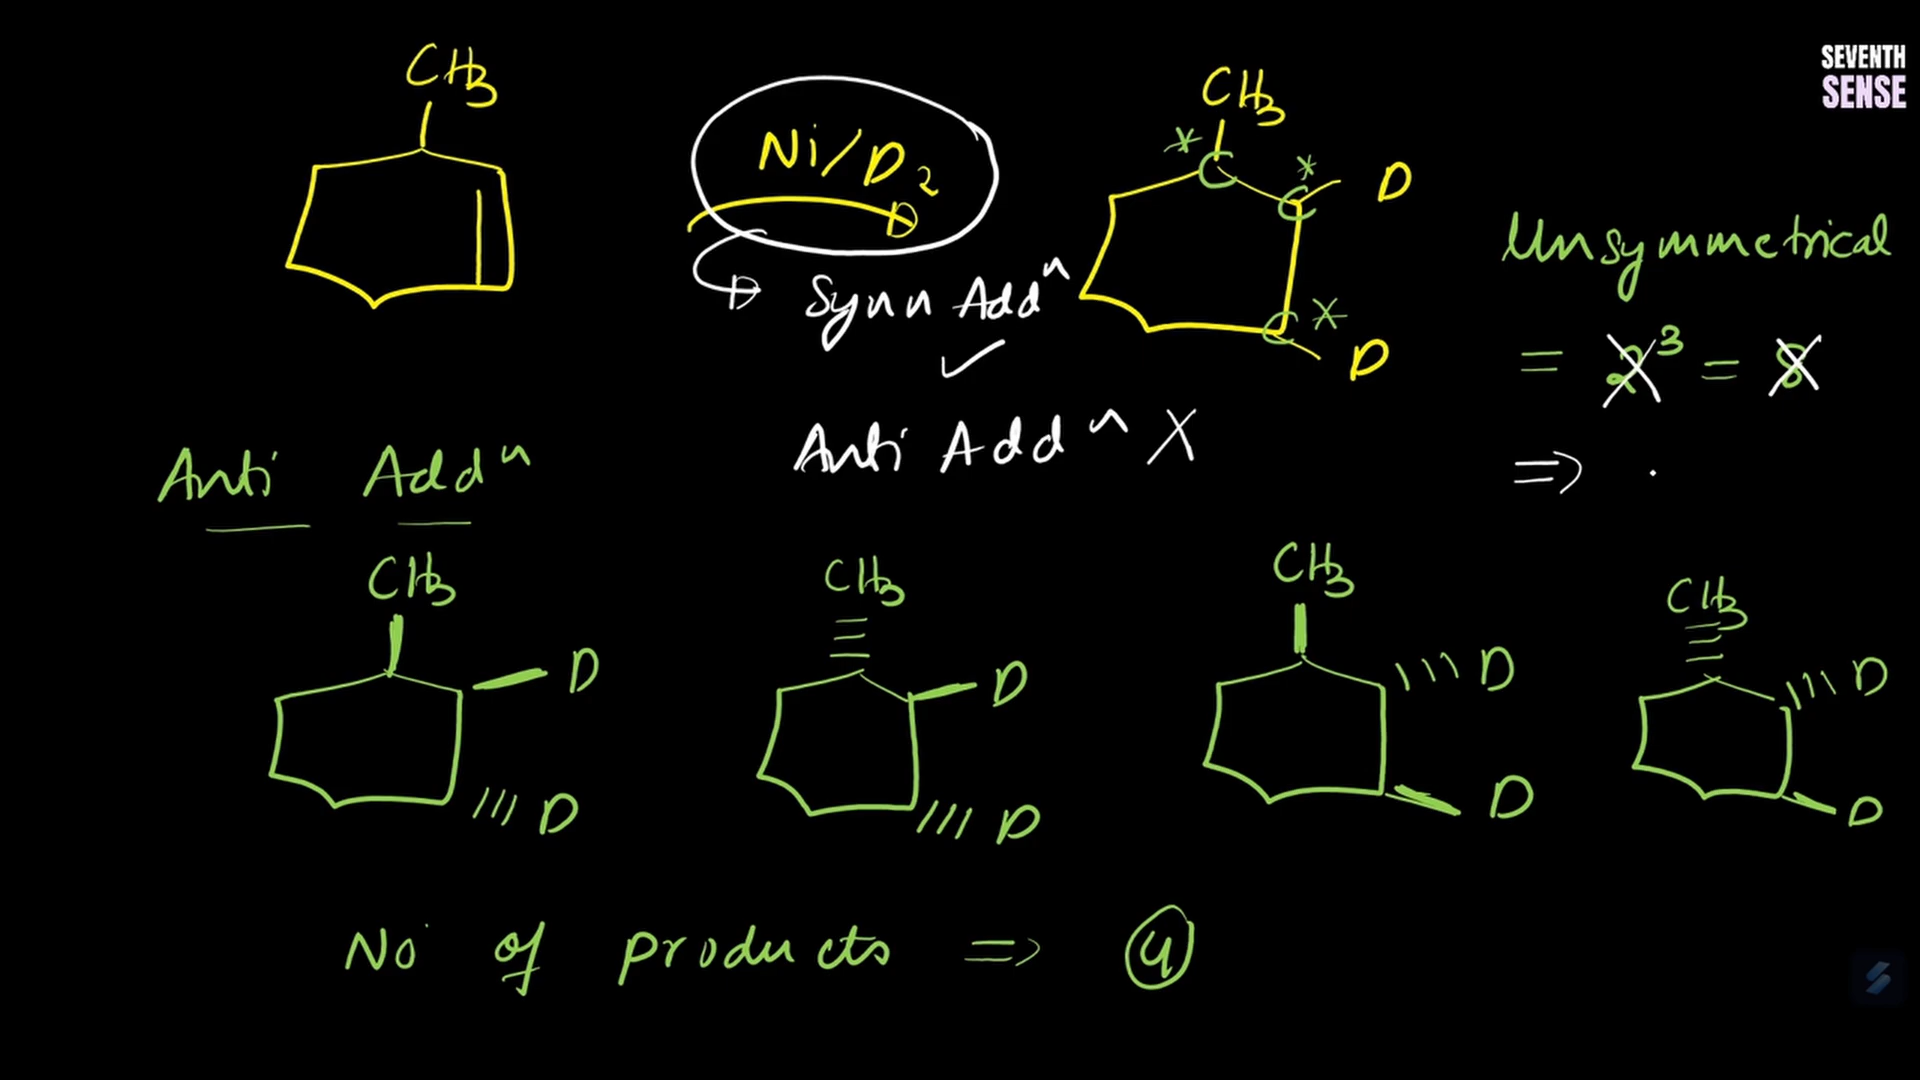 SEVENTH
SENSE
CH3
Ni/D2
CH3
* C
* C
D
C *
D
Synn Addn
✓
Anti Addn X
Unsymmetrical
= 2^3 = 8
=>
Anti Addn
CH3
D
D
CH3
D
D
CH3
D
D
CH3
D
D
No of products => 4